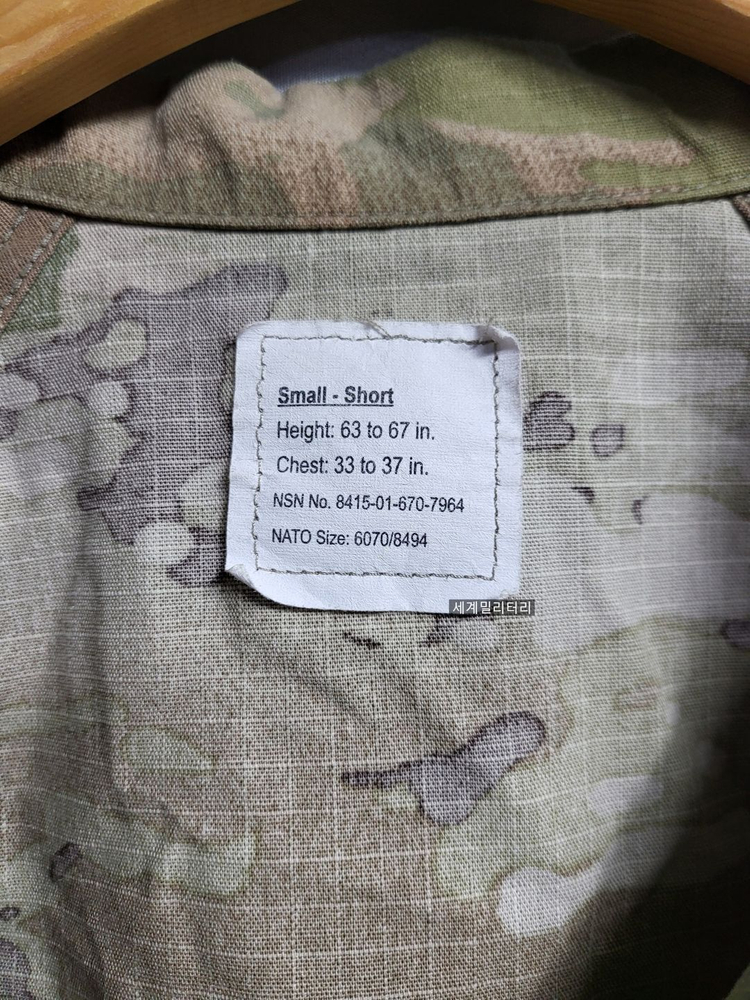 Small - Short
Height: 63 to 67 in.
Chest: 33 to 37 in.
NSN No. 8415-01-670-7964
NATO Size: 6070/8494
세계밀리터리